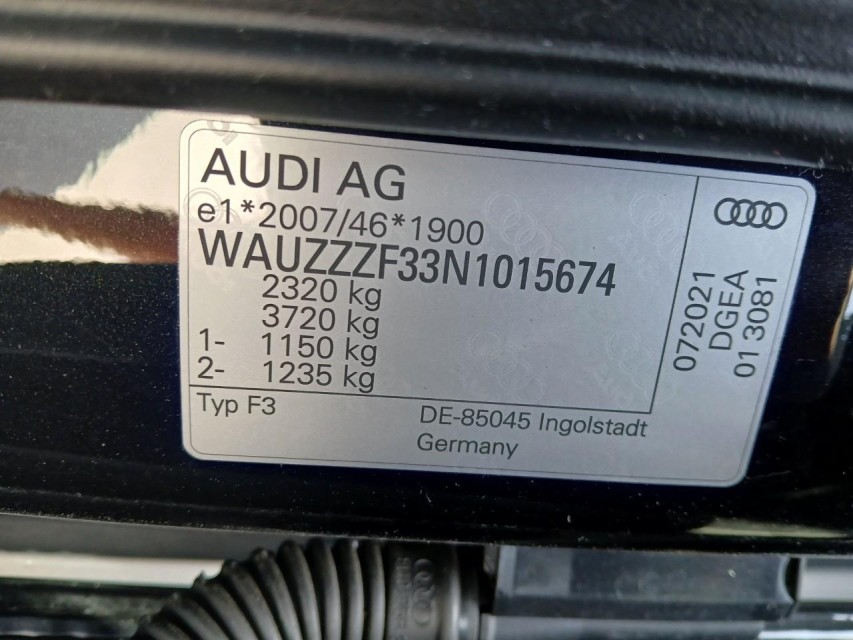 AUDI AG
e1*2007/46*1900
WAUZZZF33N1015674
2320 kg
3720 kg
1- 1150 kg
2- 1235 kg
Typ F3
DE-85045 Ingolstadt
Germany
072021
DGEA
01 3081